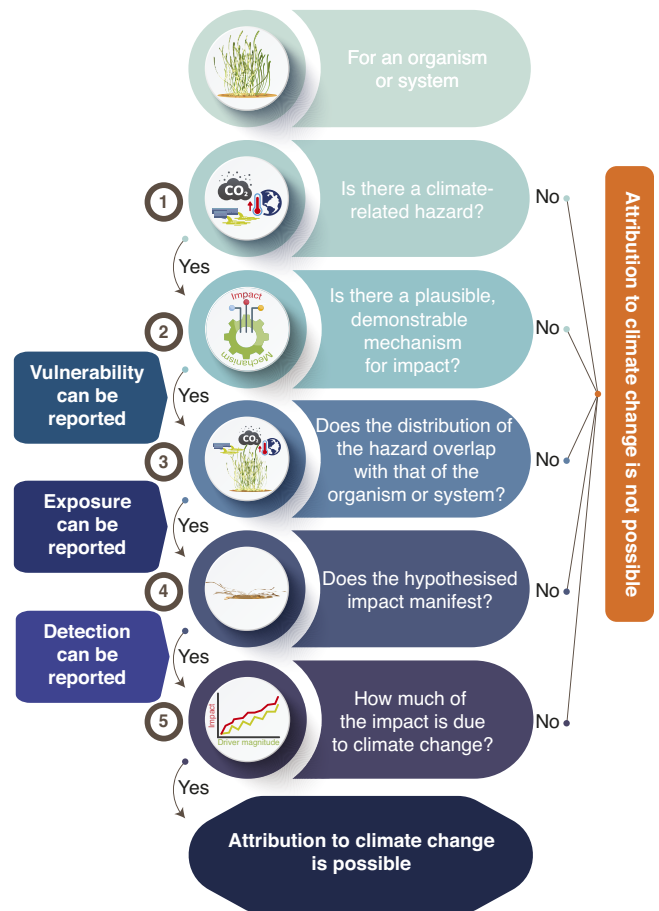 For an organism
or system
1
CO2
Is there a climate-
related hazard?
No
Yes
2
Impact
Mechanism
Is there a plausible,
demonstrable
mechanism
for impact?
No
Vulnerability
can be
reported
Yes
3
CO2
Does the distribution of
the hazard overlap
with that of the
organism or system?
No
Exposure
can be
reported
Yes
4
Does the hypothesised
impact manifest?
No
Detection
can be
reported
Yes
5
Impact
Driver magnitude
How much of
the impact is due
to climate change?
No
Yes
Attribution to climate change
is possible
Attribution to climate change is not possible